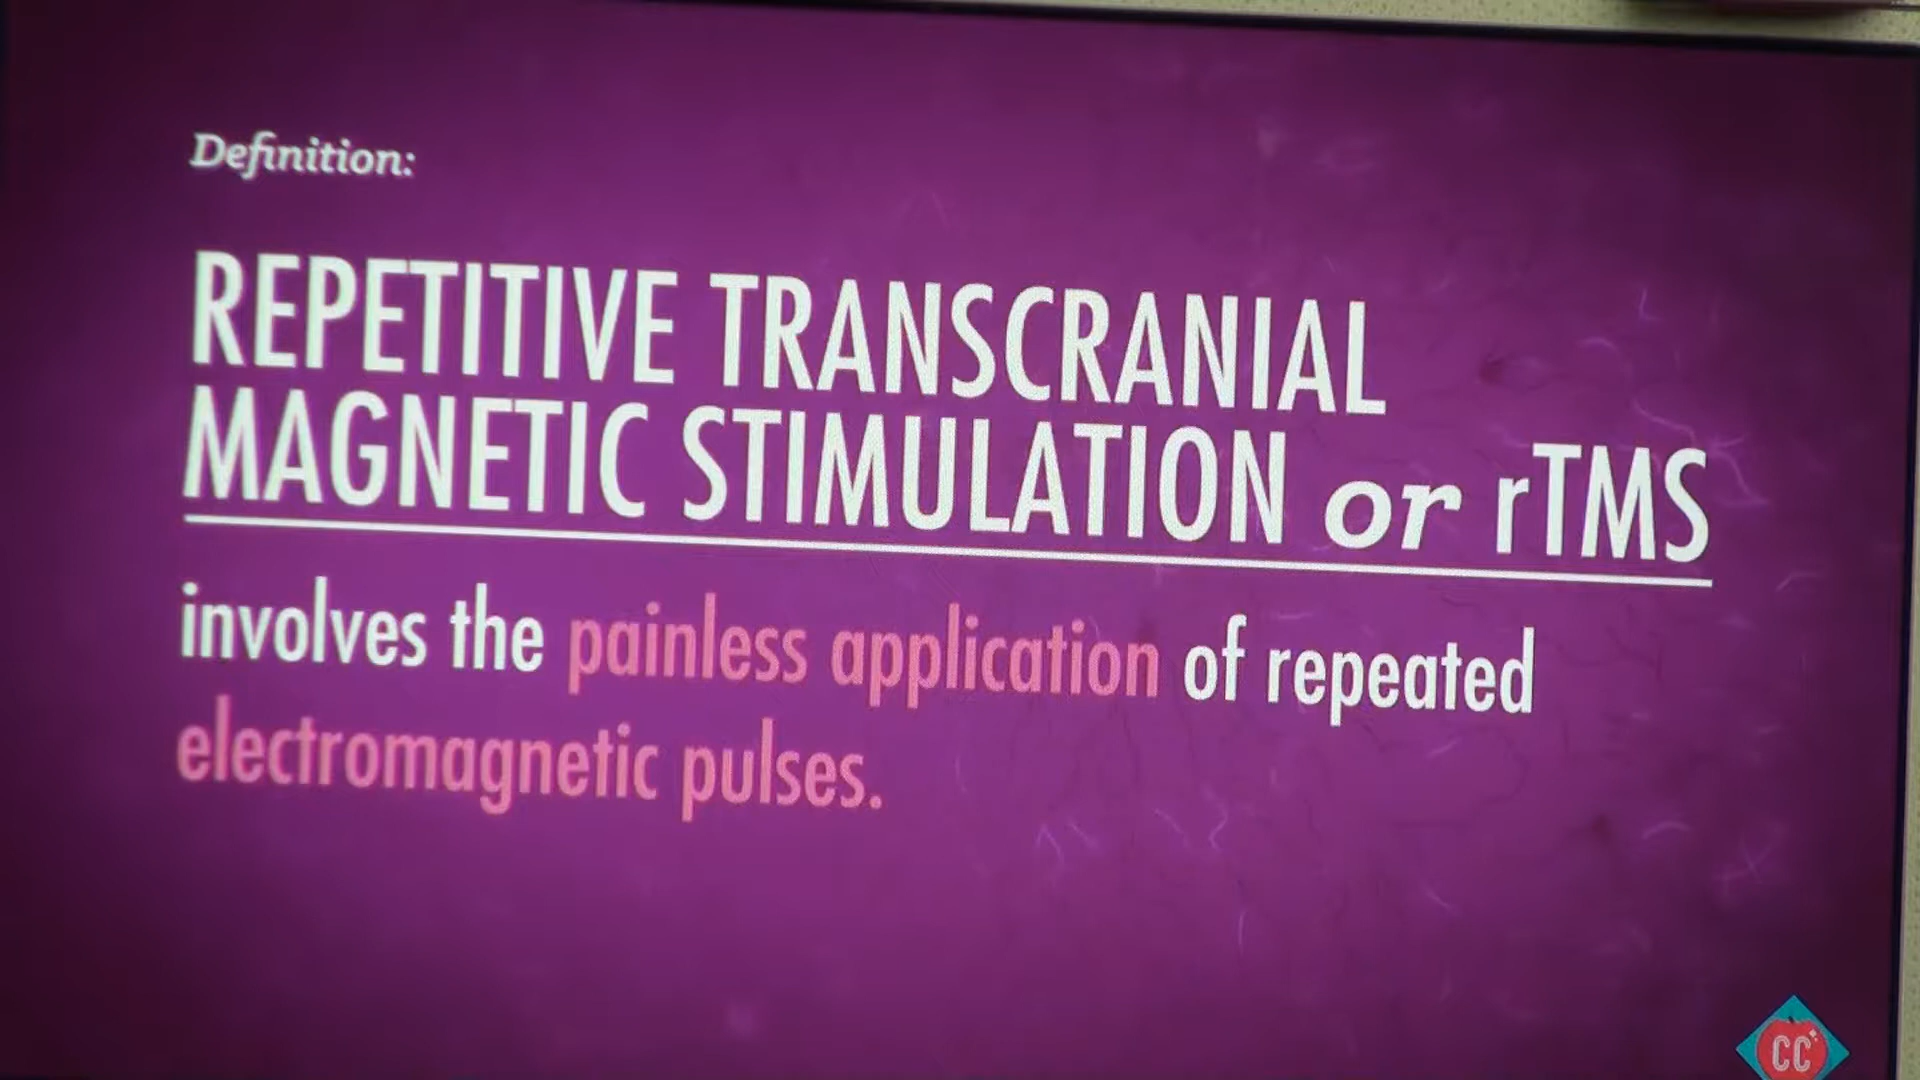 Definition:
REPETITIVE TRANSCRANIAL
MAGNETIC STIMULATION or rTMS
involves the painless application of repeated
electromagnetic pulses.
CC